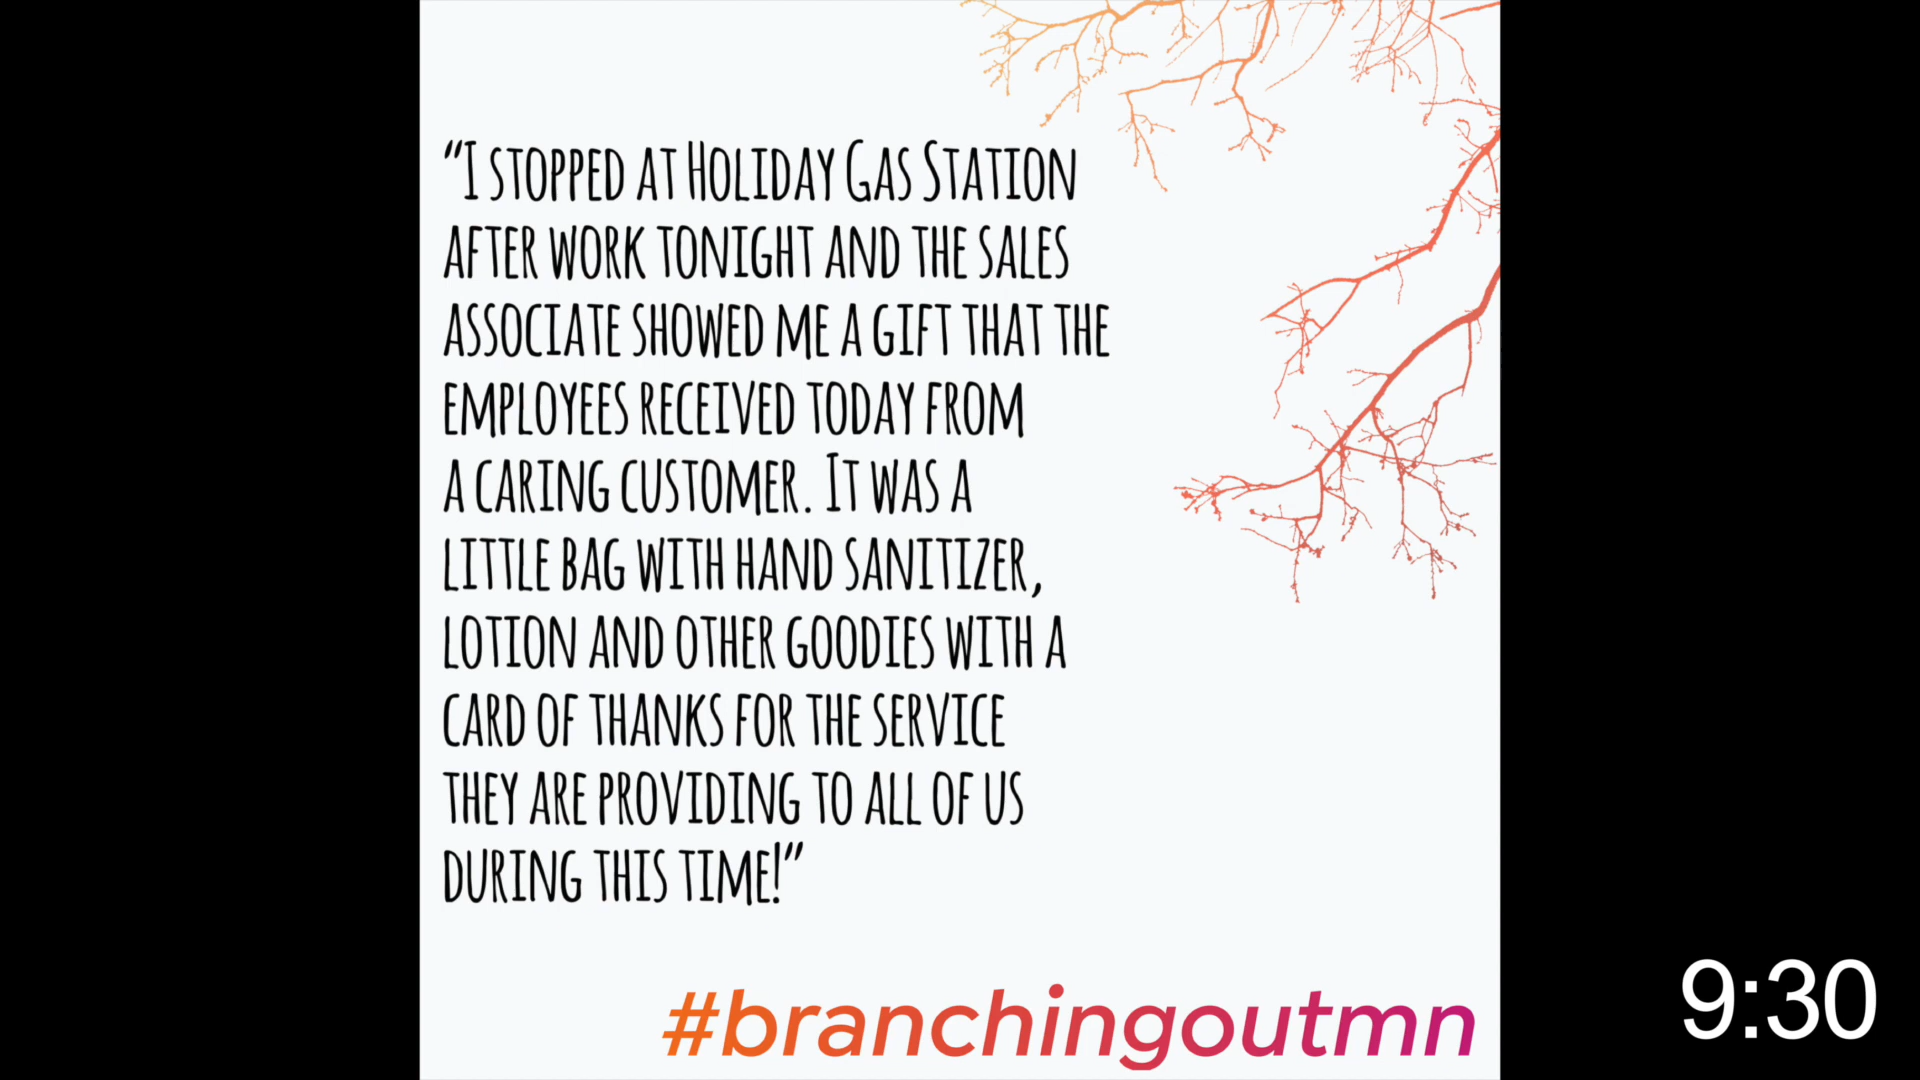 “I stopped at Holiday Gas Station
after work tonight and the sales
associate showed me a gift that the
employees received today from
a caring customer. It was a
little bag with hand sanitizer,
lotion and other goodies with a
card of thanks for the service
they are providing to all of us
during this time!”
#branchingoutmn
9:30